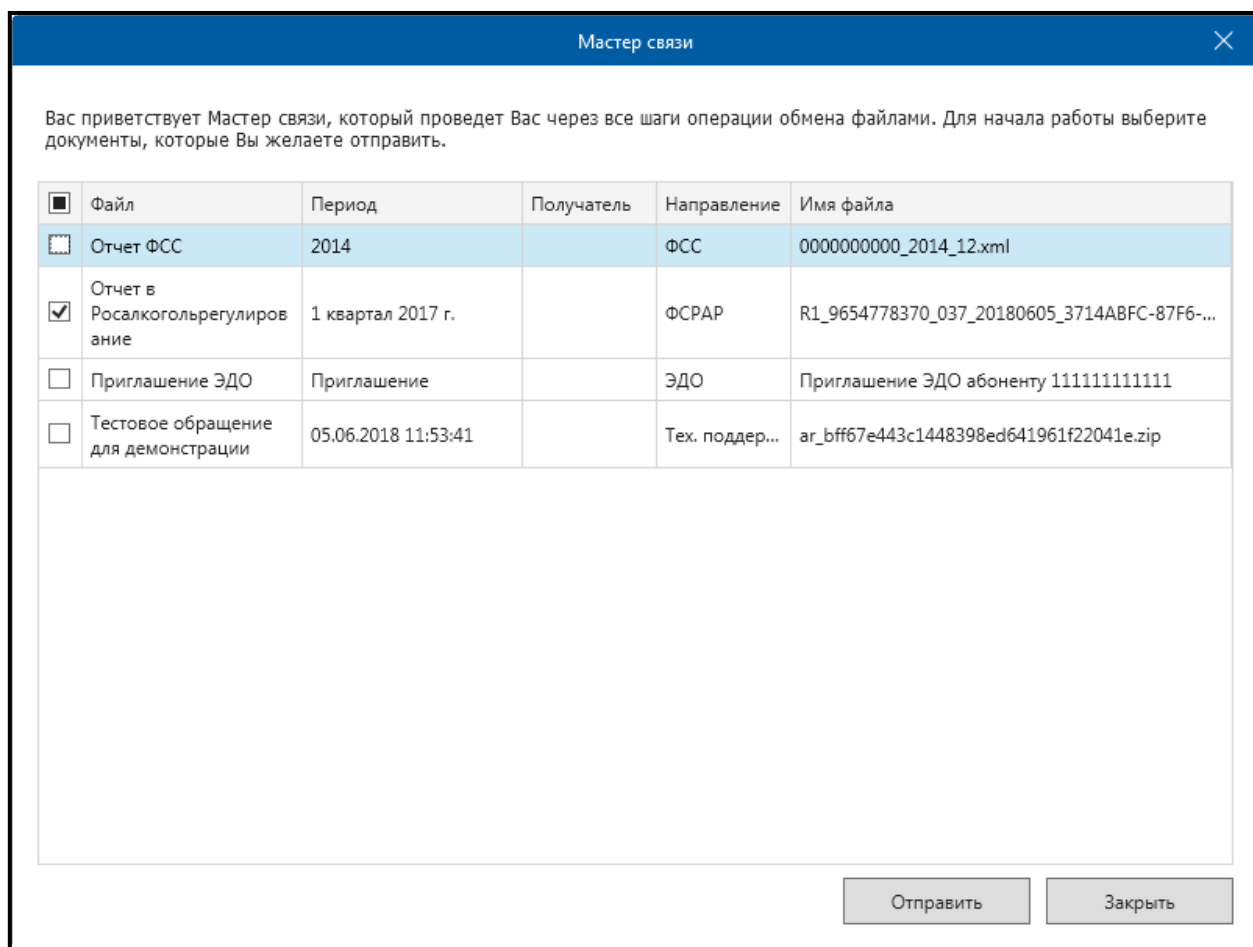 Мастер связи
Вас приветствует Мастер связи, который проведет Вас через все шаги операции обмена файлами. Для начала работы выберите
документы, которые Вы желаете отправить.
Файл Период Получатель Направление Имя файла
Отчет ФСС 2014 ФСС 0000000000_2014_12.xml
Отчет в
Росалкогольрегулиров
ание
1 квартал 2017 г. ФСРАР R1_9654778370_037_20180605_3714ABFC-87F6-...
Приглашение ЭДО Приглашение ЭДО Приглашение ЭДО абоненту 111111111111
Тестовое обращение
для демонстрации
05.06.2018 11:53:41 Тех. поддер... ar_bff67e443c1448398ed641961f22041e.zip
Отправить Закрыть